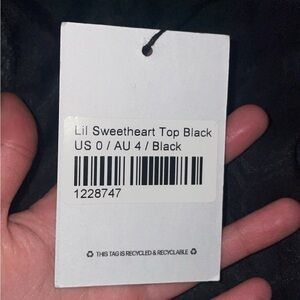 Lil Sweetheart Top Black
US 0 / AU 4 / Black
1228747
THIS TAG IS RECYCLED & RECYCLABLE